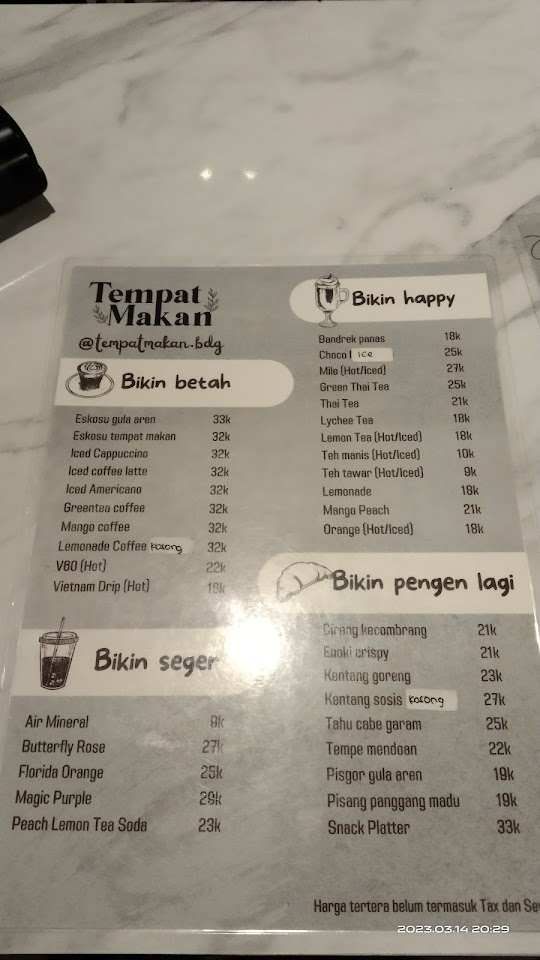 Tempat
Makan
@tempatmakan.bdg
Bikin betah
Eskosu gula aren 33k
Eskosu tempat makan 32k
Iced Cappuccino 32k
Iced coffee latte 32k
Iced Americano 32k
Greentea coffee 32k
Mango coffee 32k
Lemonade Coffee kosong 32k
V60 (Hot) 22k
Vietnam Drip (Hot) 18k
Bikin seger
Air Mineral 9k
Butterfly Rose 27k
Florida Orange 25k
Magic Purple 29k
Peach Lemon Tea Soda 23k
Bikin happy
Bandrek panas 18k
Choco ice 25k
Milo (Hot/Iced) 27k
Green Thai Tea 25k
Thai Tea 21k
Lychee Tea 18k
Lemon Tea (Hot/Iced) 18k
Teh manis (Hot/Iced) 10k
Teh tawar (Hot/Iced) 9k
Lemonade 18k
Mango Peach 21k
Orange (Hot/Iced) 18k
Bikin pengen lagi
Cireng kecombrang 21k
Enoki crispy 21k
Kentang goreng 23k
Kentang sosis kosong 27k
Tahu cabe garam 25k
Tempe mendoan 22k
Pisgor gula aren 19k
Pisang panggang madu 19k
Snack Platter 33k
Harga tertera belum termasuk Tax dan
2023.03.14 20:29